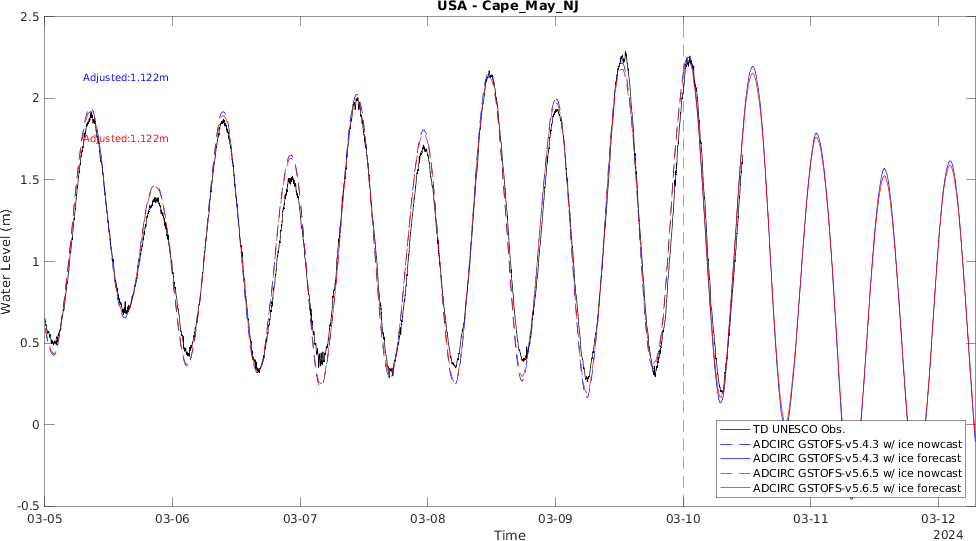 USA - Cape_May_NJ
2.5
Adjusted:1.122m
2
Adjusted:1.122m
1.5
Water Level (m)
1
0.5
0
TD UNESCO Obs.
ADCIRC GSTOFS-v5.4.3 w/ ice nowcast
ADCIRC GSTOFS-v5.4.3 w/ ice forecast
ADCIRC GSTOFS-v5.6.5 w/ ice nowcast
ADCIRC GSTOFS-v5.6.5 w/ ice forecast
-0.5
03-05 03-06 03-07 03-08 03-09 03-10 03-11 03-12
Time
2024